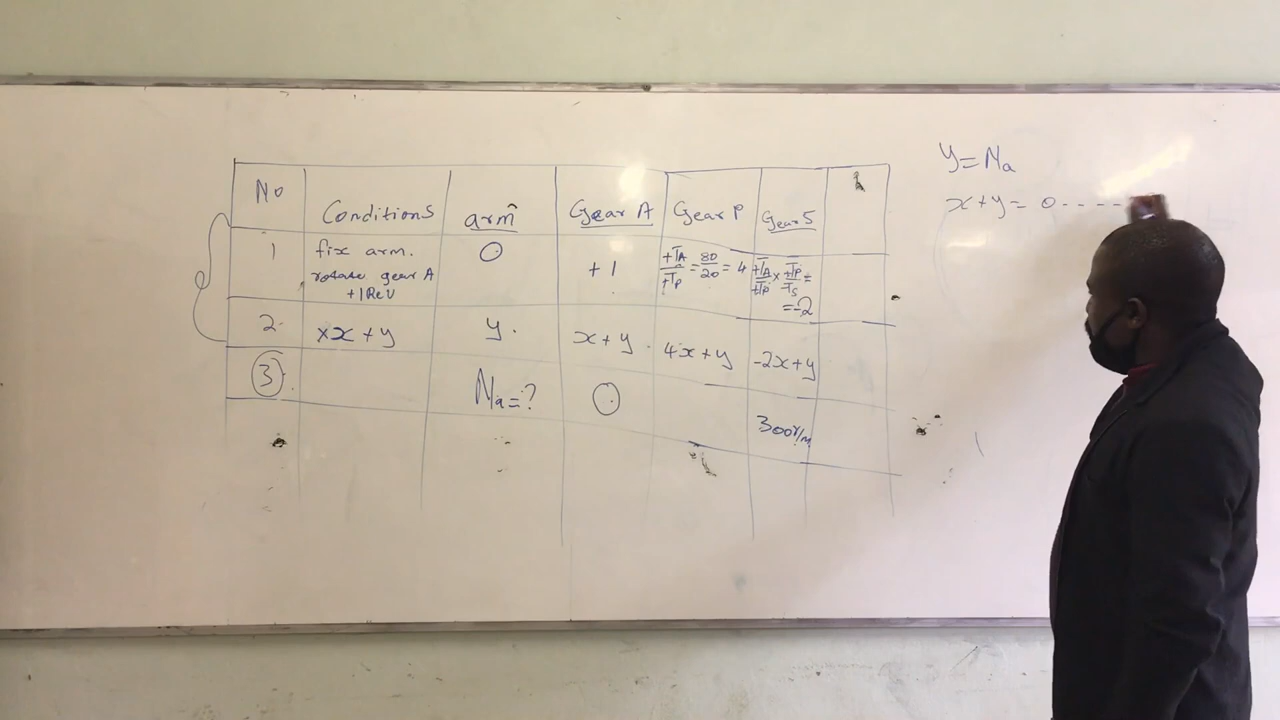 No Conditions arm Gear A Gear P Gear S
1 fix arm. 0 +1 +TA/+TP = 80/20 = 4 +TA/+TP × +TP/-TS =
rotate gear A
+1 Rev = -2
2. ×x + y y. x + y. 4x + y -2x + y
3. Na = ? 0 300r/m
y = Na
x + y = 0 - - - -